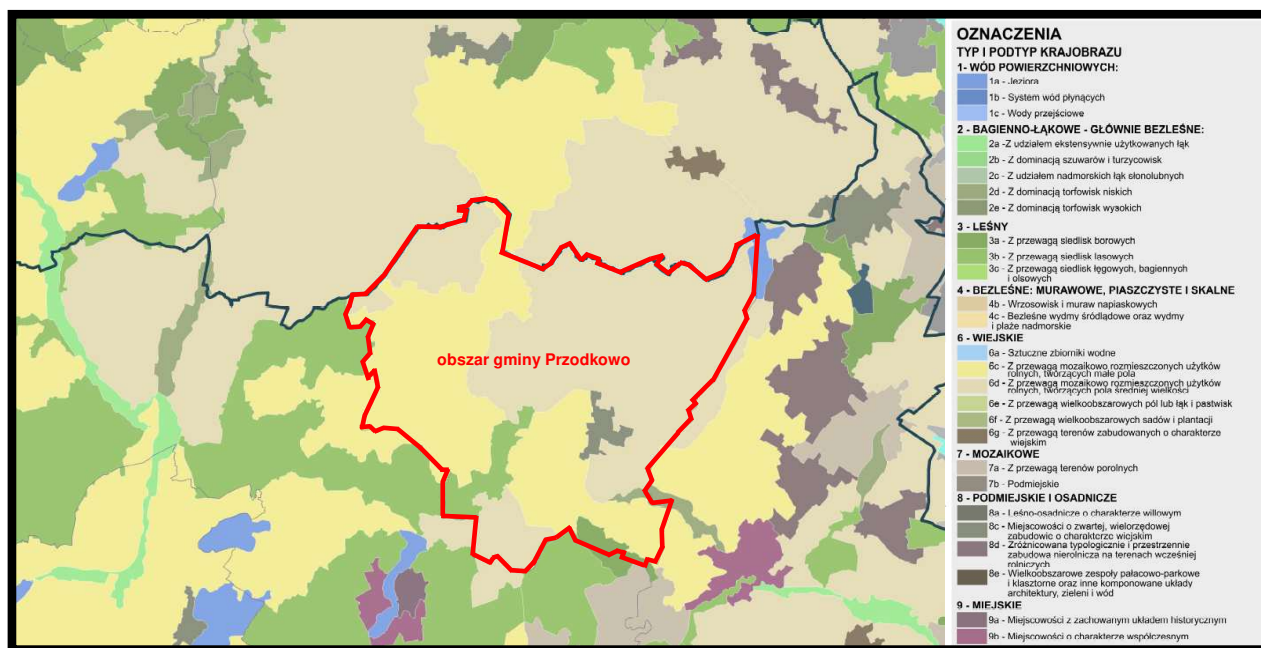 obszar gminy Przodkowo
OZNACZENIA
TYP I PODTYP KRAJOBRAZU
1- WÓD POWIERZCHNIOWYCH:
1a - Jeziora
1b - System wód płynących
1c - Wody przejściowe
2 - BAGIENNO-ŁĄKOWE - GŁÓWNIE BEZLEŚNE:
2a -Z udziałem ekstensywnie użytkowanych łąk
2b - Z dominacją szuwarów i turzycowisk
2c - Z udziałem nadmorskich łąk słonolubnych
2d - Z dominacją torfowisk niskich
2e - Z dominacją torfowisk wysokich
3 - LEŚNY
3a - Z przewagą siedlisk borowych
3b - Z przewagą siedlisk lasowych
3c - Z przewagą siedlisk łęgowych, bagiennych
i olsowych
4 - BEZLEŚNE: MURAWOWE, PIASZCZYSTE I SKALNE
4b - Wrzosowisk i muraw napiaskowych
4c - Bezleśne wydmy śródlądowe oraz wydmy
i plaże nadmorskie
6 - WIEJSKIE
6a - Sztuczne zbiorniki wodne
6c - Z przewagą mozaikowo rozmieszczonych użytków
rolnych, tworzących małe pola
6d - Z przewagą mozaikowo rozmieszczonych użytków
rolnych, tworzących pola średniej wielkości
6e - Z przewagą wielkoobszarowych pól lub łąk i pastwisk
6f - Z przewagą wielkoobszarowych sadów i plantacji
6g - Z przewagą terenów zabudowanych o charakterze
wiejskim
7 - MOZAIKOWE
7a - Z przewagą terenów porolnych
7b - Podmiejskie
8 - PODMIEJSKIE I OSADNICZE
8a - Leśno-osadnicze o charakterze willowym
8c - Miejscowości o zwartej, wielorzędowej
zabudowie o charakterze wiejskim
8d - Zróżnicowana typologicznie i przestrzennie
zabudowa nierolnicza na terenach wcześniej
rolniczych
8e - Wielkoobszarowe zespoły pałacowo-parkowe
i klasztorne oraz inne komponowane układy
architektury, zieleni i wód
9 - MIEJSKIE
9a - Miejscowości z zachowanym układem historycznym
9b - Miejscowości o charakterze współczesnym